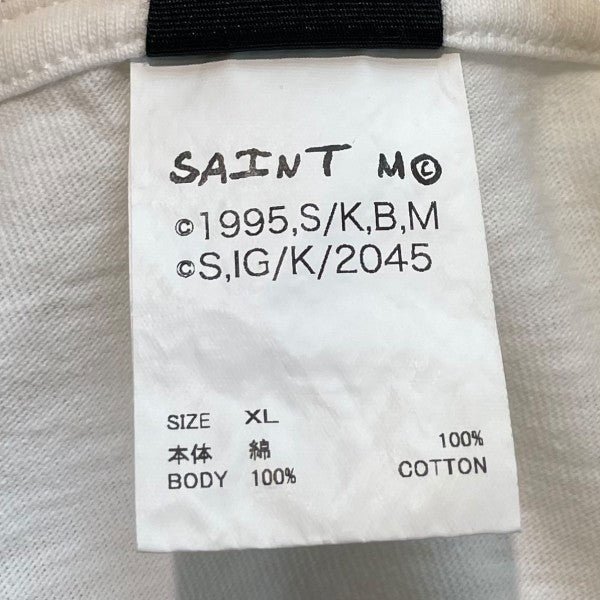 SAINT M©
©1995,S/K,B,M
©S,IG/K/2045
SIZE XL
本体 綿 100%
BODY 100% COTTON